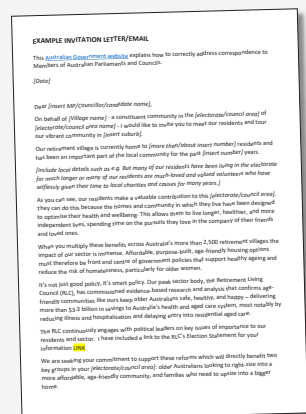 EXAMPLE INVITATION LETTER/EMAIL
This Australian Government website explains how to correctly address correspondence to
Members of Australian Parliaments and Councils.
[Date]
Dear [insert MP/Councillor/candidate name],
On behalf of [Village name] - a constituent community in the [electorate/council area] of
[electorate/council area name] - I would like to invite you to meet our residents and tour
our vibrant community in [insert suburb].
Our retirement village is currently home to [more than/about insert number] residents and
has been an important part of the local community for the past [insert number] years.
[Include local details such as e.g. But many of our residents have been living in the electorate
for much longer or many of our residents are much-loved and valued volunteers who
selflessly given their time to local charities and causes for many years.]
As you can see, our residents make a valuable contribution to this [electorate/council area].
they can do this because the homes and community in which they live have been designed
to optimise their health and wellbeing. This allows them to live longer, healthier, and more
independent lives, spending time on the pursuits they love in the company of their friends
and loved ones.
When you multiply these benefits across Australia's more than 2,500 retirement villages the
impact of our sector is immense. Affordable, purpose-built, age-friendly housing options
must therefore be front and centre of government policies that support healthy ageing and
reduce the risk of homelessness, particularly for older women.
It's not just good policy. It's smart policy. Our peak sector body, the Retirement Living
Council (RLC), has commissioned evidence-based research and analysis that confirms age-
friendly communities like ours keep older Australians safe, healthy, and happy – delivering
more than $3.3 billion in savings to Australia's health and aged care system, most notably by
reducing illness and hospitalisation and delaying entry into residential aged care.
The RLC continuously engages with political leaders on key issues of importance to our
residents and sector. I have included a link to the RLC's Election Statement for your
information LINK
We are seeking your commitment to support these reforms which will directly benefit two
key groups in your [electorate/council area]: older Australians looking to right-size into a
more affordable, age-friendly community, and families who need to upsize into a bigger
home.